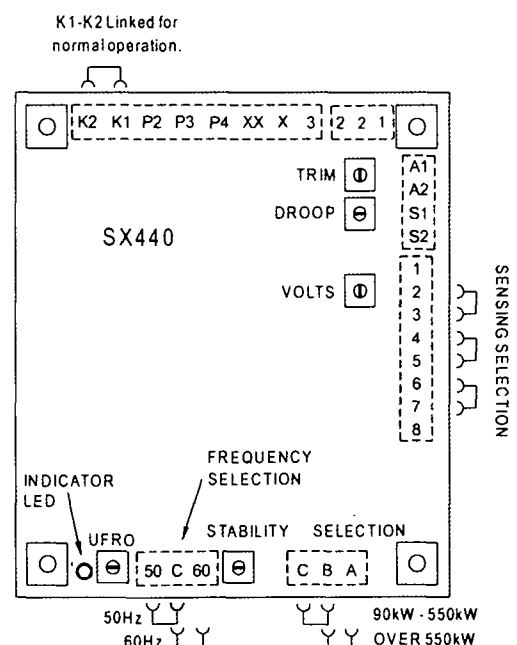 K1-K2 Linked for
normal operation.
K2 K1 P2 P3 P4 XX X 3 2 2 1
TRIM
DROOP
A1
A2
S1
S2
SX440
VOLTS
1
2
3
4
5
6
7
8
SENSING SELECTION
FREQUENCY
SELECTION
INDICATOR
LED
UFRO
STABILITY SELECTION
50 C 60
C B A
50Hz
60Hz
90kW - 550kW
OVER 550kW